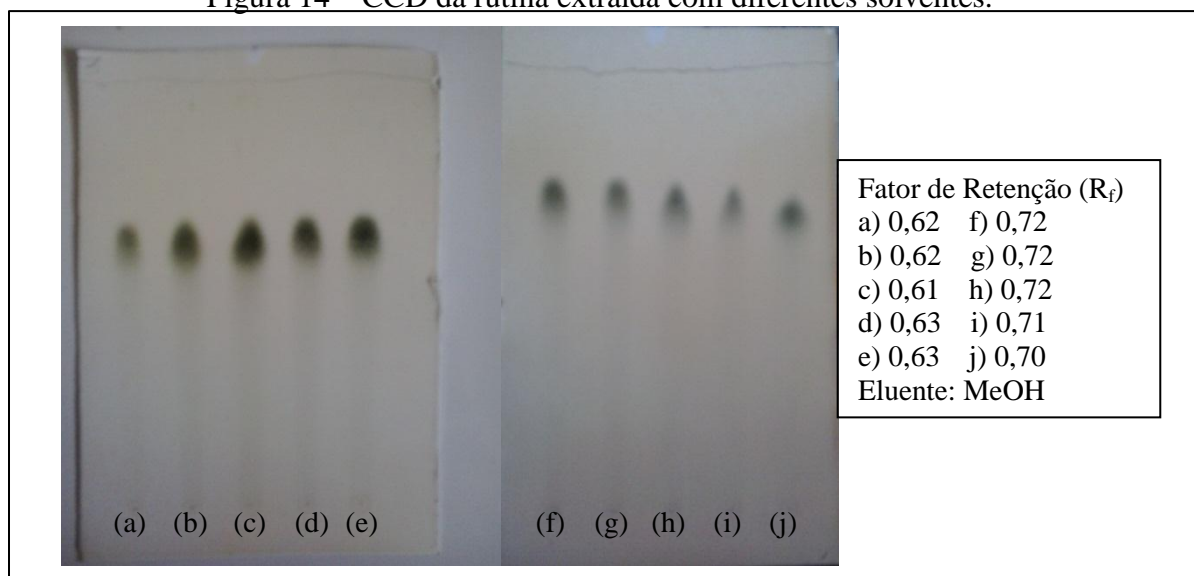 Figura 14 – CCD da rutina extraída com diferentes solventes.
(a) (b) (c) (d) (e)
(f) (g) (h) (i) (j)
Fator de Retenção (Rf)
a) 0,62 f) 0,72
b) 0,62 g) 0,72
c) 0,61 h) 0,72
d) 0,63 i) 0,71
e) 0,63 j) 0,70
Eluente: MeOH